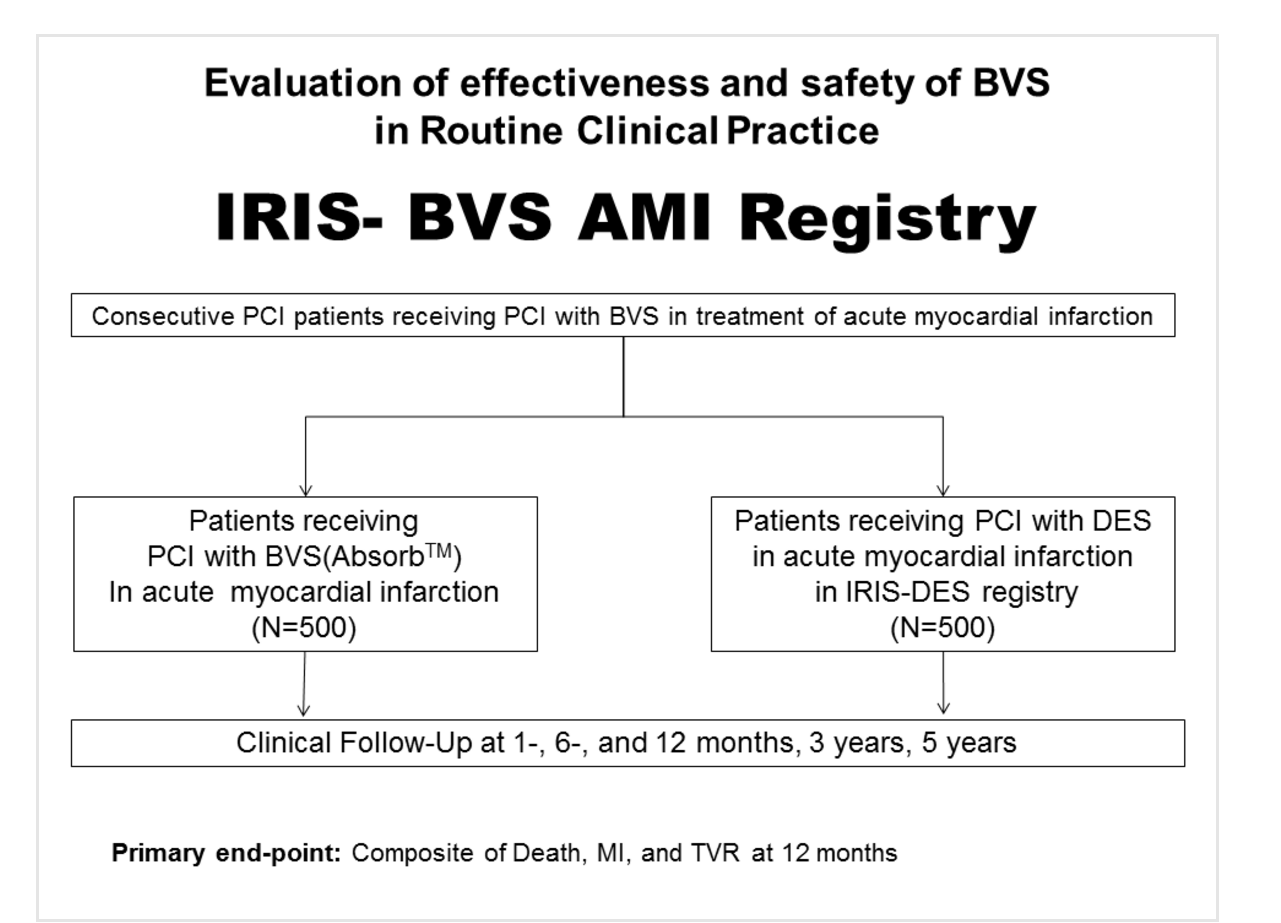 Evaluation of effectiveness and safety of BVS
in Routine Clinical Practice
IRIS- BVS AMI Registry
Consecutive PCI patients receiving PCI with BVS in treatment of acute myocardial infarction
Patients receiving
PCI with BVS(Absorb™)
In acute myocardial infarction
(N=500)
Patients receiving PCI with DES
in acute myocardial infarction
in IRIS-DES registry
(N=500)
Clinical Follow-Up at 1-, 6-, and 12 months, 3 years, 5 years
Primary end-point: Composite of Death, MI, and TVR at 12 months